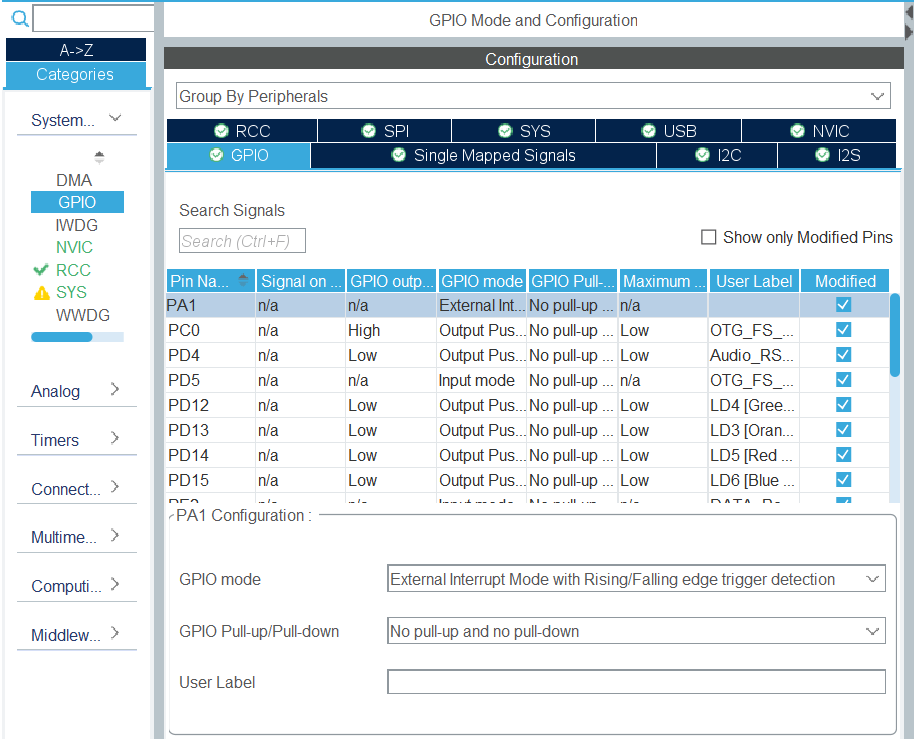 GPIO Mode and Configuration
A->Z
Categories
System...
DMA
GPIO
IWDG
NVIC
RCC
SYS
WWDG
Analog
Timers
Connect...
Multime...
Computi...
Middlew...
Configuration
Group By Peripherals
RCC SPI SYS USB NVIC
GPIO Single Mapped Signals I2C I2S
Search Signals
Search (Ctrl+F)
Show only Modified Pins
Pin Na... Signal on ... GPIO outp... GPIO mode GPIO Pull-... Maximum ... User Label Modified
PA1 n/a n/a External Int... No pull-up ... n/a
PC0 n/a High Output Pus... No pull-up ... Low OTG_FS_...
PD4 n/a Low Output Pus... No pull-up ... Low Audio_RS...
PD5 n/a n/a Input mode No pull-up ... n/a OTG_FS_...
PD12 n/a Low Output Pus... No pull-up ... Low LD4 [Gree...
PD13 n/a Low Output Pus... No pull-up ... Low LD3 [Oran...
PD14 n/a Low Output Pus... No pull-up ... Low LD5 [Red ...
PD15 n/a Low Output Pus... No pull-up ... Low LD6 [Blue ...
PA1 Configuration :
GPIO mode External Interrupt Mode with Rising/Falling edge trigger detection
GPIO Pull-up/Pull-down No pull-up and no pull-down
User Label